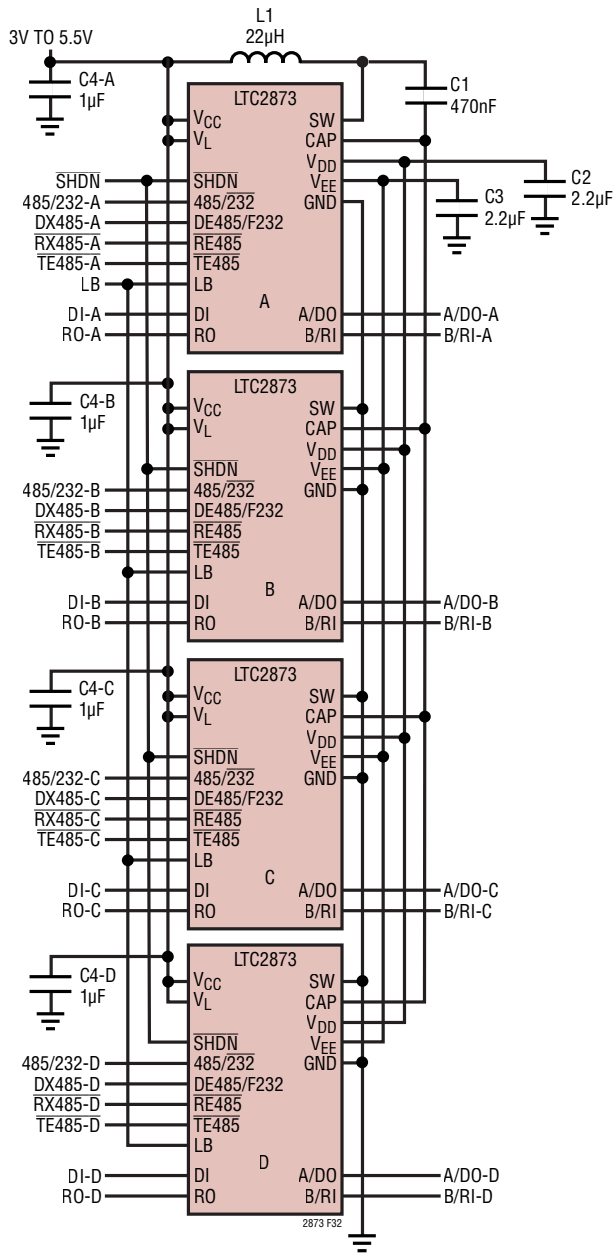 L1
22µH
3V TO 5.5V
C4-A
1µF
C1
470nF
LTC2873
VCC
VL
SW
CAP
VDD
VEE
GND
C2
2.2µF
C3
2.2µF
SHDN
485/232-A
DX485-A
RX485-A
TE485-A
LB
DI-A
RO-A
SHDN
485/232
DE485/F232
RE485
TE485
LB
DI
RO
A
A/DO
B/RI
A/DO-A
B/RI-A
C4-B
1µF
LTC2873
VCC
VL
SW
CAP
VDD
VEE
GND
485/232-B
DX485-B
RX485-B
TE485-B
DI-B
RO-B
SHDN
485/232
DE485/F232
RE485
TE485
LB
DI
RO
B
A/DO
B/RI
A/DO-B
B/RI-B
C4-C
1µF
LTC2873
VCC
VL
SW
CAP
VDD
VEE
GND
485/232-C
DX485-C
RX485-C
TE485-C
DI-C
RO-C
SHDN
485/232
DE485/F232
RE485
TE485
LB
DI
RO
C
A/DO
B/RI
A/DO-C
B/RI-C
C4-D
1µF
LTC2873
VCC
VL
SW
CAP
VDD
VEE
GND
485/232-D
DX485-D
RX485-D
TE485-D
DI-D
RO-D
SHDN
485/232
DE485/F232
RE485
TE485
LB
DI
RO
D
A/DO
B/RI
A/DO-D
B/RI-D
2873 F32